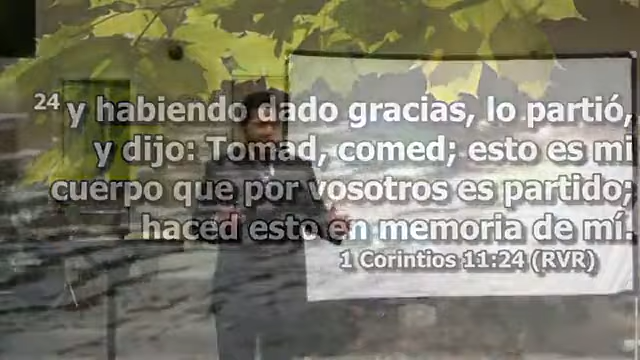 24 y habiendo dado gracias, lo partió,
y dijo: Tomad, comed; esto es mi
cuerpo que por vosotros es partido;
haced esto en memoria de mí.
1 Corintios 11:24 (RVR)